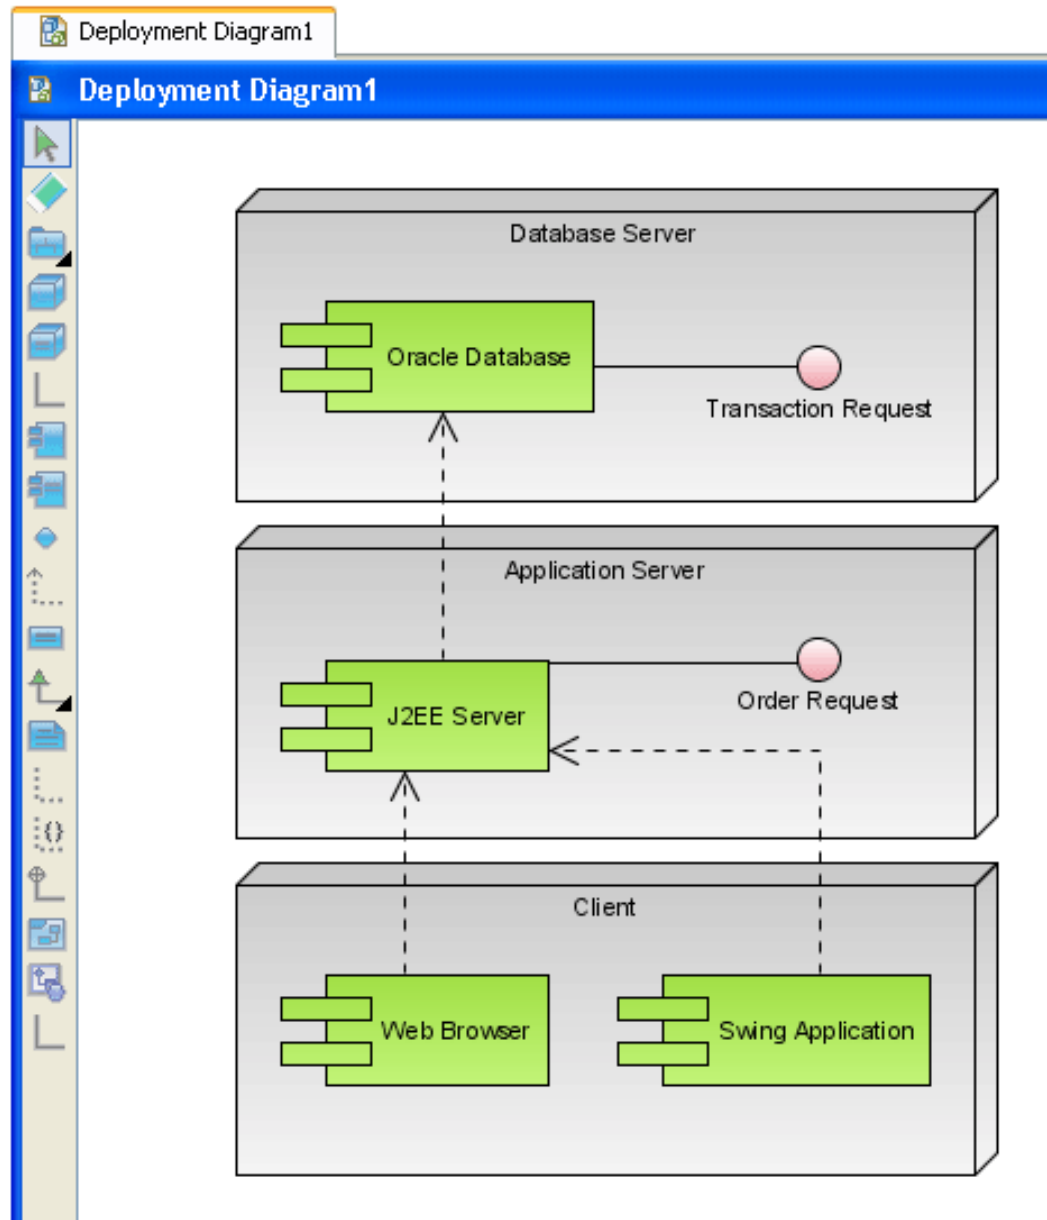 Deployment Diagram1
Deployment Diagram1
Database Server
Oracle Database
Transaction Request
Application Server
J2EE Server
Order Request
Client
Web Browser
Swing Application